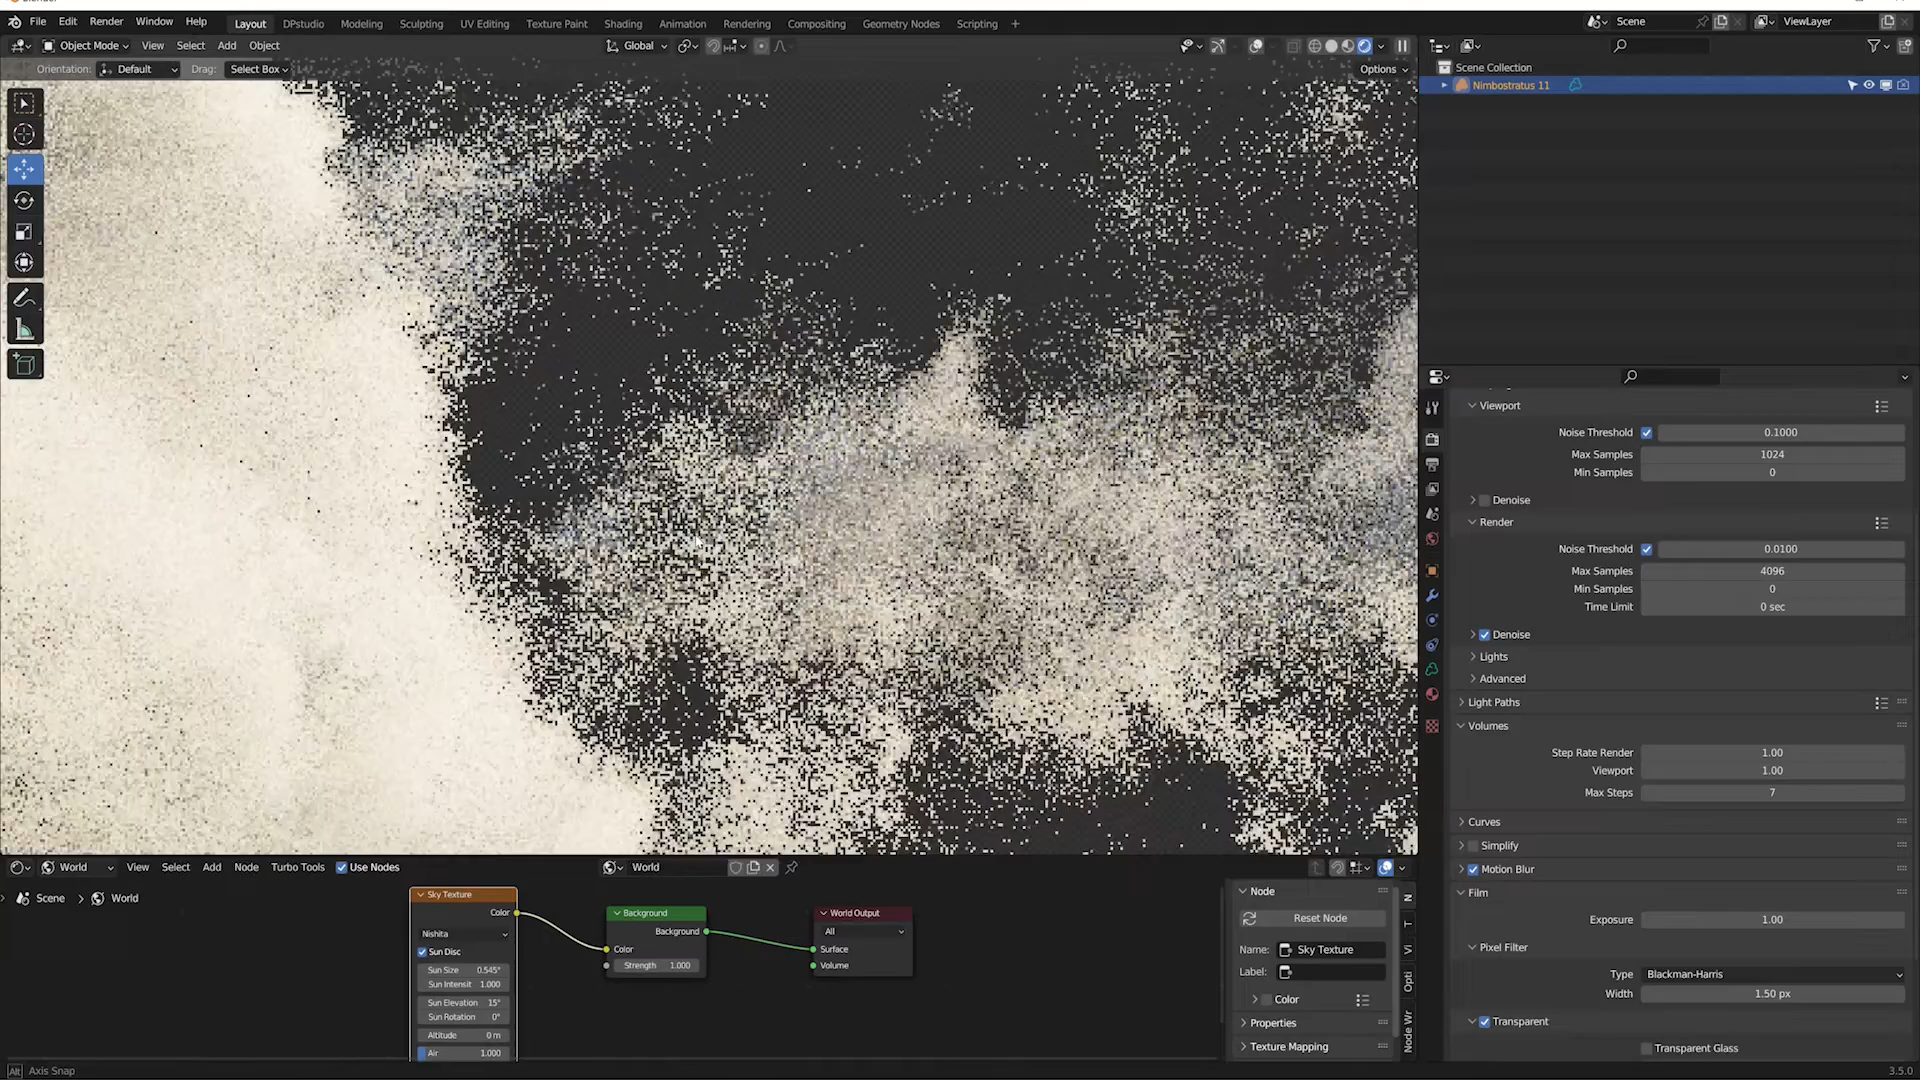 File Edit Render Window Help
Layout DPstudio Modeling Sculpting UV Editing Texture Paint Shading Animation Rendering Compositing Geometry Nodes Scripting +
Scene ViewLayer
Object Mode View Select Add Object
Global
Orientation: Default Drag: Select Box
Options
Scene Collection
Nimbostratus 11
Viewport
Noise Threshold 0.1000
Max Samples 1024
Min Samples 0
Denoise
Render
Noise Threshold 0.0100
Max Samples 4096
Min Samples 0
Time Limit 0 sec
Denoise
Lights
Advanced
Light Paths
Volumes
Step Rate Render 1.00
Viewport 1.00
Max Steps 7
Curves
Simplify
Motion Blur
Film
Exposure 1.00
Pixel Filter
Type Blackman-Harris
Width 1.50 px
Transparent
Transparent Glass
World View Select Add Node Turbo Tools Use Nodes
World
Scene > World
Sky Texture
Color
Nishita
Sun Disc
Sun Size 0.545°
Sun Intensit 1.000
Sun Elevation 15°
Sun Rotation 0°
Altitude 0 m
Air 1.000
Background
Background
Color
Strength 1.000
World Output
All
Surface
Volume
Node
Reset Node
Name: Sky Texture
Label:
Color
Properties
Texture Mapping
N
T
Vi
Opti
Node Wr
Alt Axis Snap
3.5.0